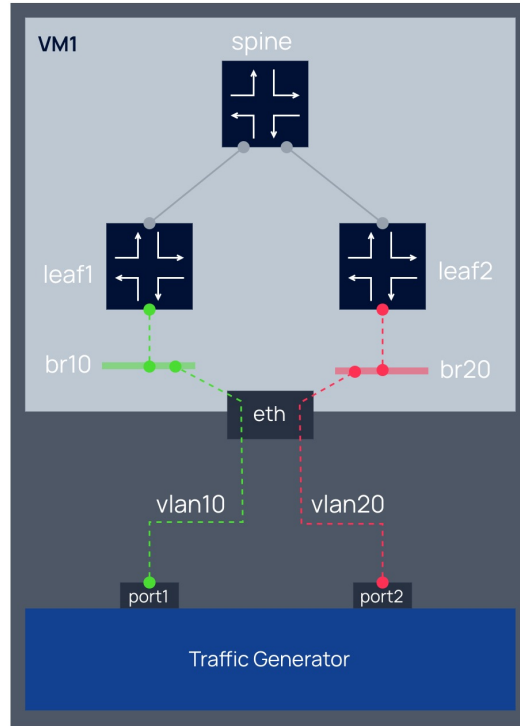 VM1
spine
leaf1
leaf2
br10
br20
eth
vlan10
vlan20
port1
port2
Traffic Generator